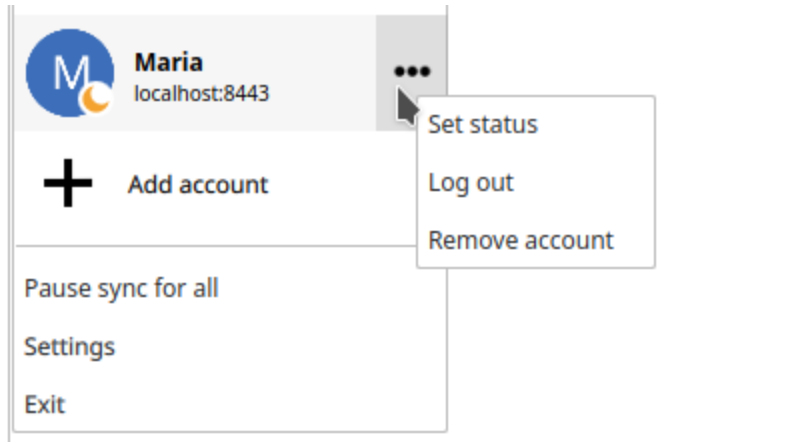 M
Maria
localhost:8443
Set status
Log out
Remove account
Add account
Pause sync for all
Settings
Exit